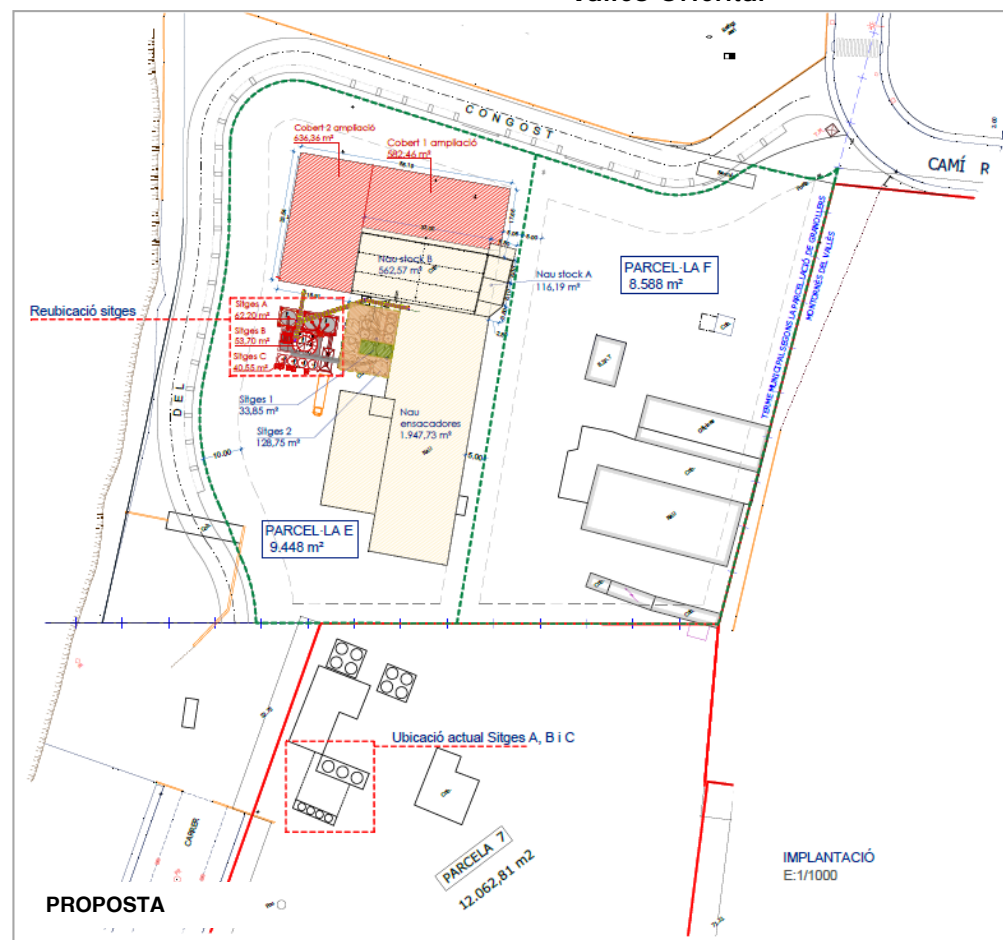 Vallès Oriental
CONGOST
CAMÍ R
Cobert 2 ampliació
636,36 m²
Cobert 1 ampliació
582,46 m²
Nau stock B
562,57 m²
Nau stock A
116,19 m²
PARCEL·LA F
8.588 m²
TERME MUNICIPAL SEGONS LA PARCEL.LACIÓ DE GRANOLLERS
MONTORNÈS DEL VALLÈS
Reubicació sitges
Sitges A
62,20 m²
Sitges B
53,70 m²
Sitges C
40,55 m²
DEL
Sitges 1
33,85 m²
Sitges 2
128,75 m²
Nau
ensacadores
1.947,73 m²
10.00
5.00
PARCEL·LA E
9.448 m²
Ubicació actual Sitges A, B i C
CARRER
PARCELA 7
12.062,81 m2
IMPLANTACIÓ
E:1/1000
PROPOSTA